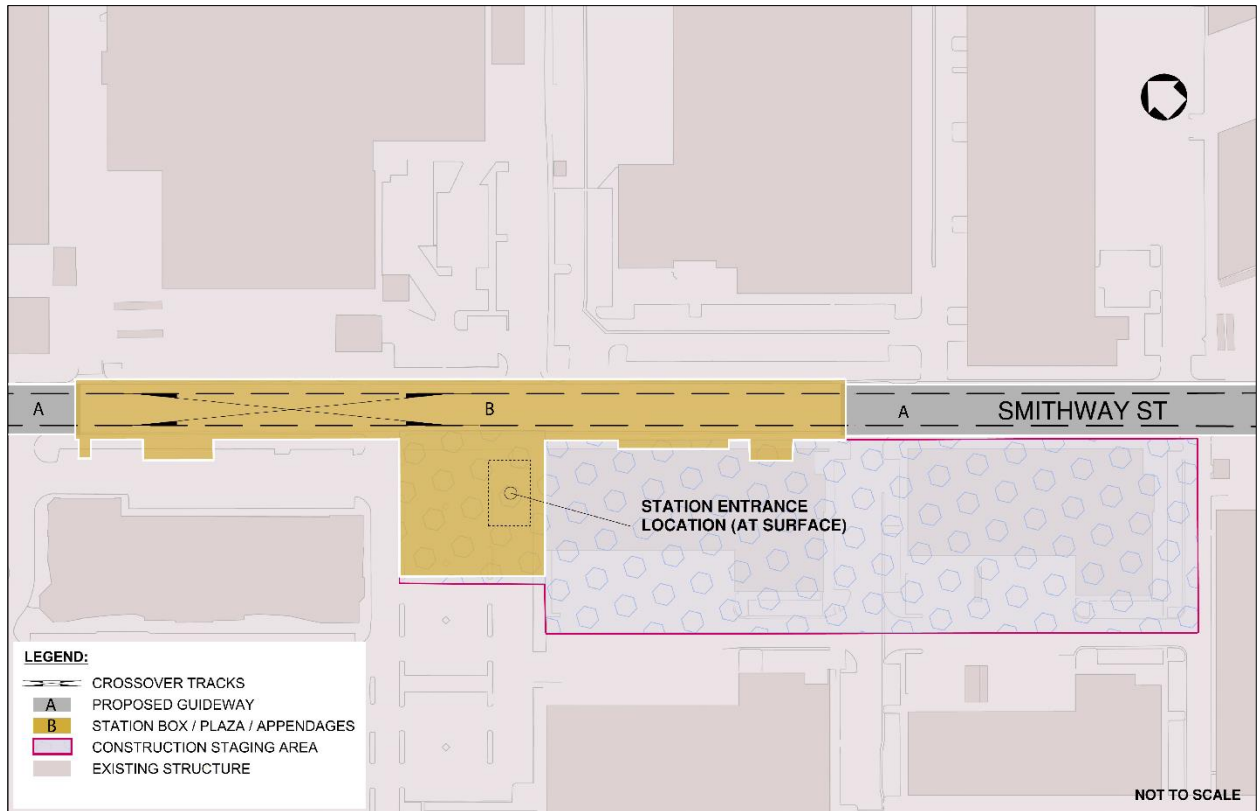 A
B
A
SMITHWAY ST
STATION ENTRANCE
LOCATION (AT SURFACE)
LEGEND:
CROSSOVER TRACKS
A PROPOSED GUIDEWAY
B STATION BOX / PLAZA / APPENDAGES
CONSTRUCTION STAGING AREA
EXISTING STRUCTURE
NOT TO SCALE